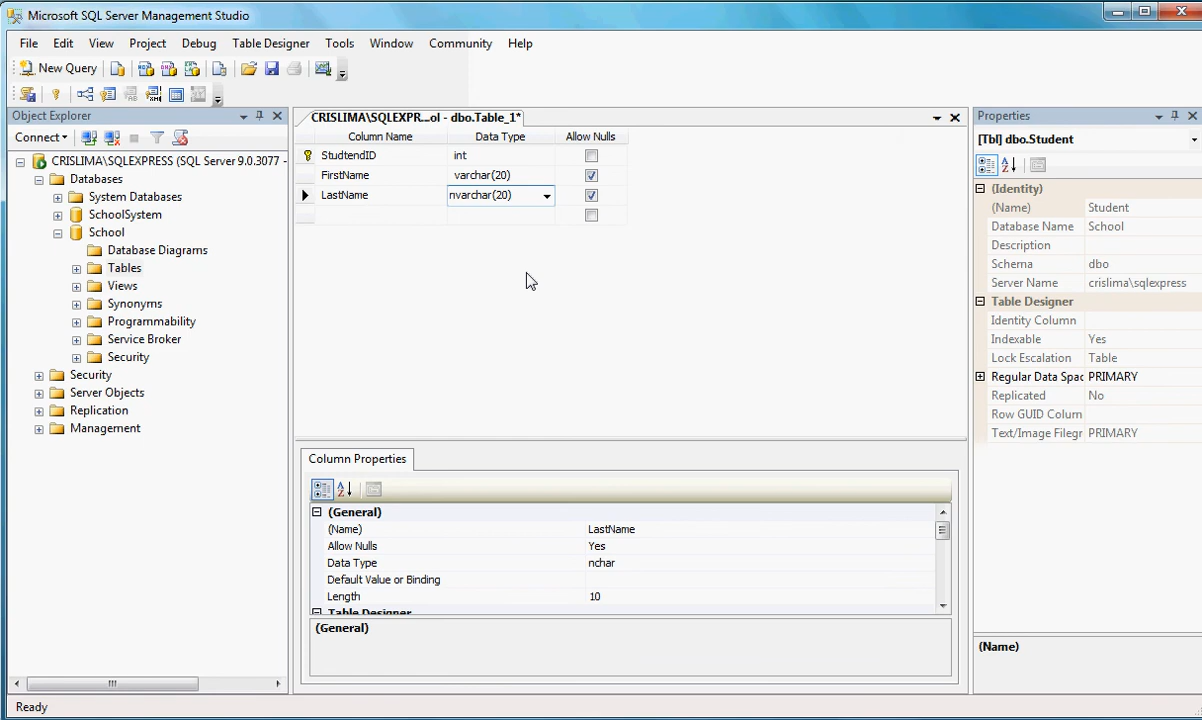 Microsoft SQL Server Management Studio
File Edit View Project Debug Table Designer Tools Window Community Help
New Query
Object Explorer
Connect
CRISLIMA\SQLEXPRESS (SQL Server 9.0.3077 -
Databases
System Databases
SchoolSystem
School
Database Diagrams
Tables
Views
Synonyms
Programmability
Service Broker
Security
Security
Server Objects
Replication
Management
CRISLIMA\SQLEXPR...ol - dbo.Table_1*
Column Name Data Type Allow Nulls
StudtendID int
FirstName varchar(20)
LastName nvarchar(20)
Column Properties
(General)
(Name) LastName
Allow Nulls Yes
Data Type nchar
Default Value or Binding
Length 10
Table Designer
(General)
Properties
[Tbl] dbo.Student
(Identity)
(Name) Student
Database Name School
Description
Schema dbo
Server Name crislima\sqlexpress
Table Designer
Identity Column
Indexable Yes
Lock Escalation Table
Regular Data Spac PRIMARY
Replicated No
Row GUID Colum
Text/Image Filegr PRIMARY
(Name)
Ready